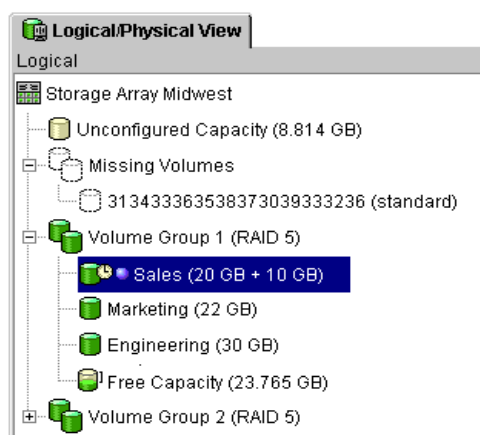 Logical/Physical View
Logical
Storage Array Midwest
Unconfigured Capacity (8.814 GB)
Missing Volumes
313433363538373039333236 (standard)
Volume Group 1 (RAID 5)
Sales (20 GB + 10 GB)
Marketing (22 GB)
Engineering (30 GB)
Free Capacity (23.765 GB)
Volume Group 2 (RAID 5)